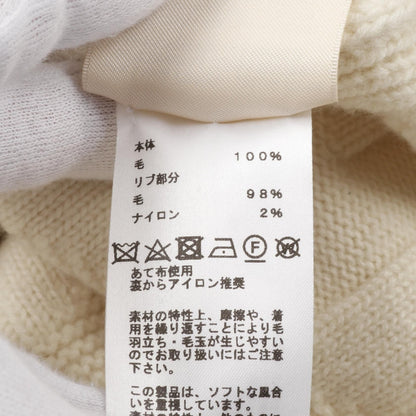 本体
毛 100%
リブ部分
毛 98%
ナイロン 2%
F W
あて布使用
裏からアイロン推奨
素材の特性上、摩擦や、着
用を繰り返すことにより毛
羽立ち・毛玉が生じやすい
のでお取り扱いにはご注意
下さい。
この製品は、ソフトな風合
いを重視しています。